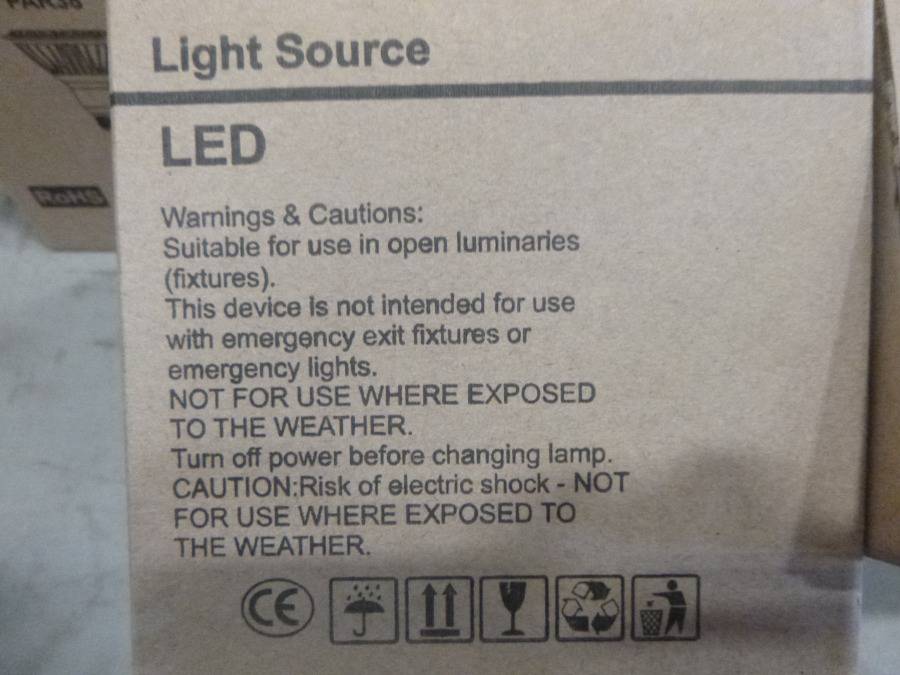 PAR38
RoHS
Light Source
LED
Warnings & Cautions:
Suitable for use in open luminaries
(fixtures).
This device is not intended for use
with emergency exit fixtures or
emergency lights.
NOT FOR USE WHERE EXPOSED
TO THE WEATHER.
Turn off power before changing lamp.
CAUTION:Risk of electric shock - NOT
FOR USE WHERE EXPOSED TO
THE WEATHER.
CE